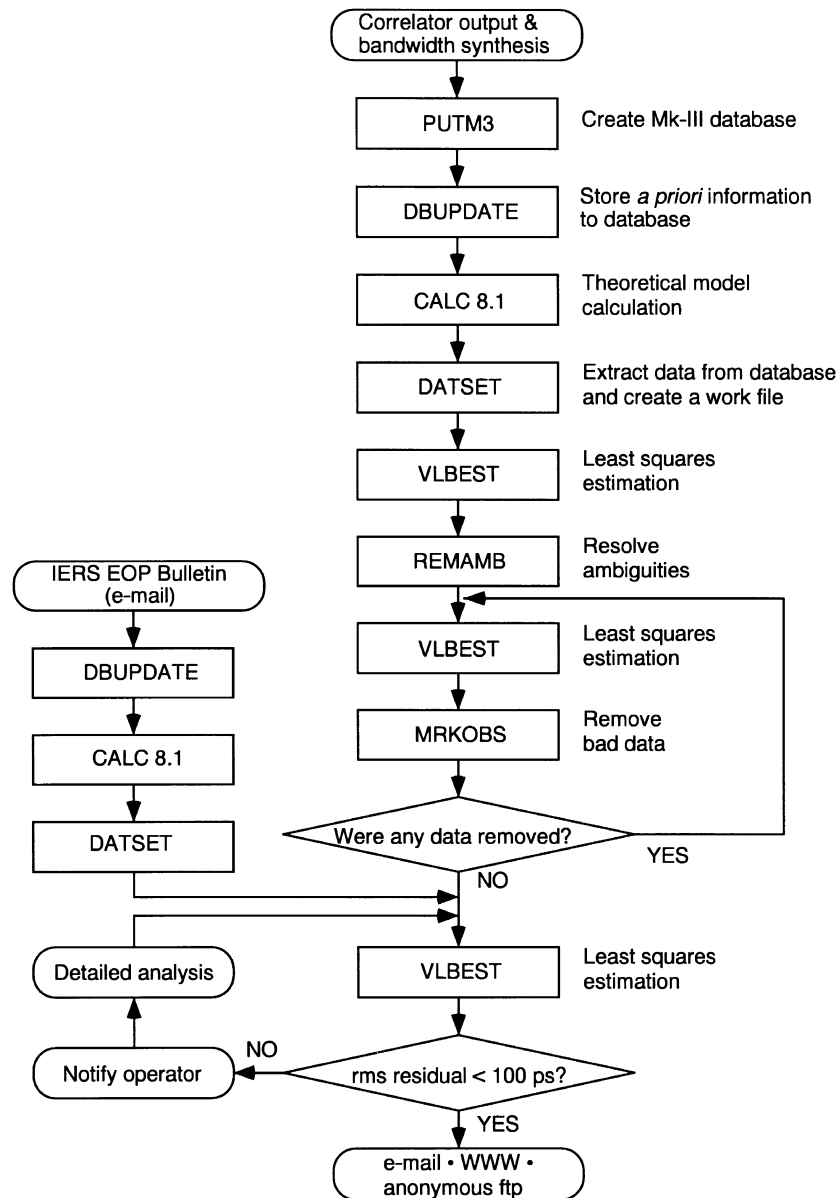 Correlator output &
bandwidth synthesis
PUTM3
Create Mk-III database
DBUPDATE
Store a priori information
to database
CALC 8.1
Theoretical model
calculation
DATSET
Extract data from database
and create a work file
VLBEST
Least squares
estimation
REMAMB
Resolve
ambiguities
IERS EOP Bulletin
(e-mail)
DBUPDATE
CALC 8.1
DATSET
VLBEST
Least squares
estimation
MRKOBS
Remove
bad data
Were any data removed?
YES
NO
Detailed analysis
VLBEST
Least squares
estimation
Notify operator
NO
rms residual < 100 ps?
YES
e-mail • WWW •
anonymous ftp